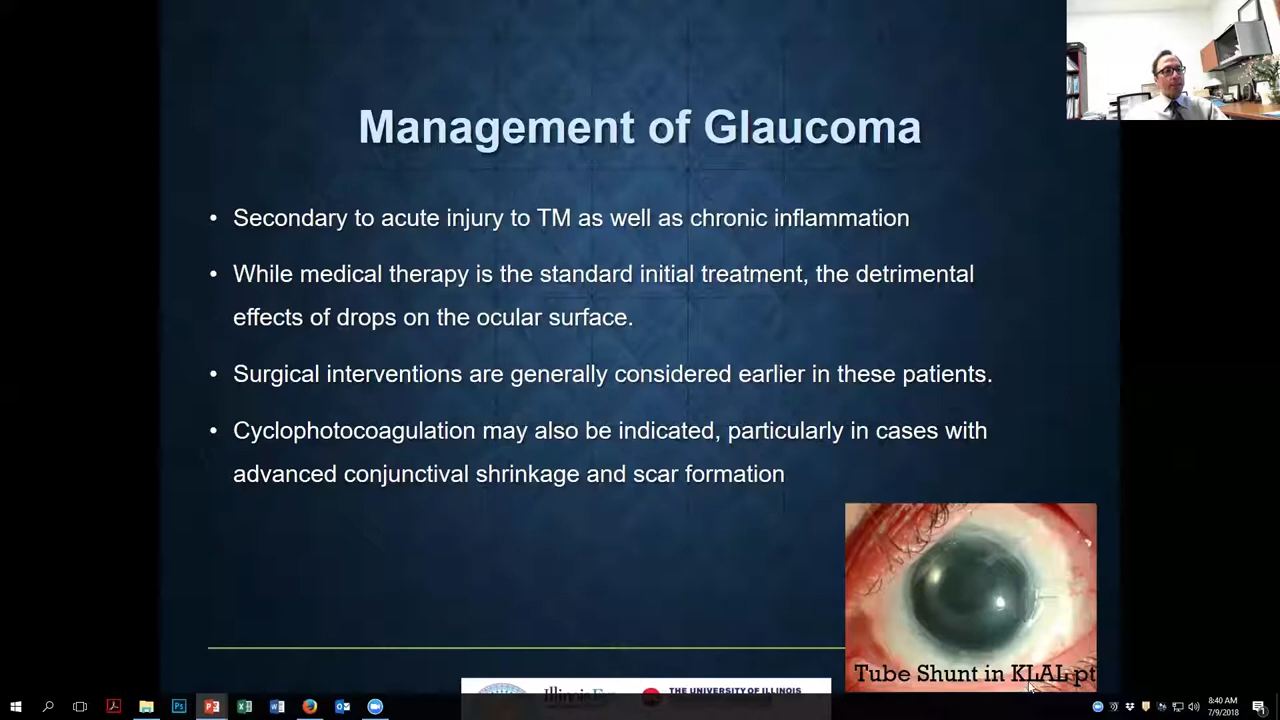 Management of Glaucoma
• Secondary to acute injury to TM as well as chronic inflammation
• While medical therapy is the standard initial treatment, the detrimental
effects of drops on the ocular surface.
• Surgical interventions are generally considered earlier in these patients.
• Cyclophotocoagulation may also be indicated, particularly in cases with
advanced conjunctival shrinkage and scar formation
Tube Shunt in KLAL pt
THE UNIVERSITY OF ILLINOIS
8:40 AM
7/9/2018